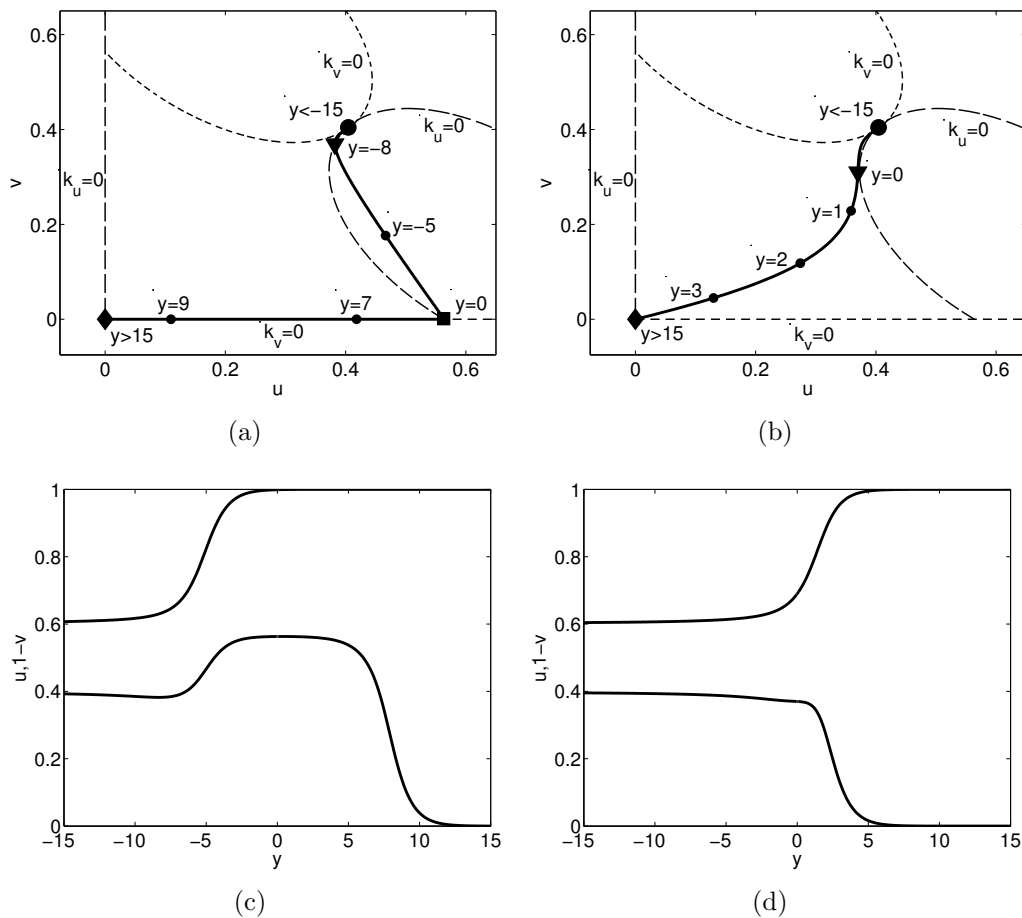 0.6
0.4
0.2
0
v
k_v=0
y<−15
k_u=0
y=−8
k_u=0
y=−5
y=9
y=7
y=0
y>15
k_v=0
0
0.2
0.4
0.6
u
(a)
0.6
0.4
0.2
0
v
k_v=0
y<−15
k_u=0
k_u=0
y=0
y=1
y=2
y=3
y>15
k_v=0
0
0.2
0.4
0.6
u
(b)
1
0.8
0.6
0.4
0.2
0
u,1−v
−15
−10
−5
0
5
10
15
y
(c)
1
0.8
0.6
0.4
0.2
0
u,1−v
−15
−10
−5
0
5
10
15
y
(d)